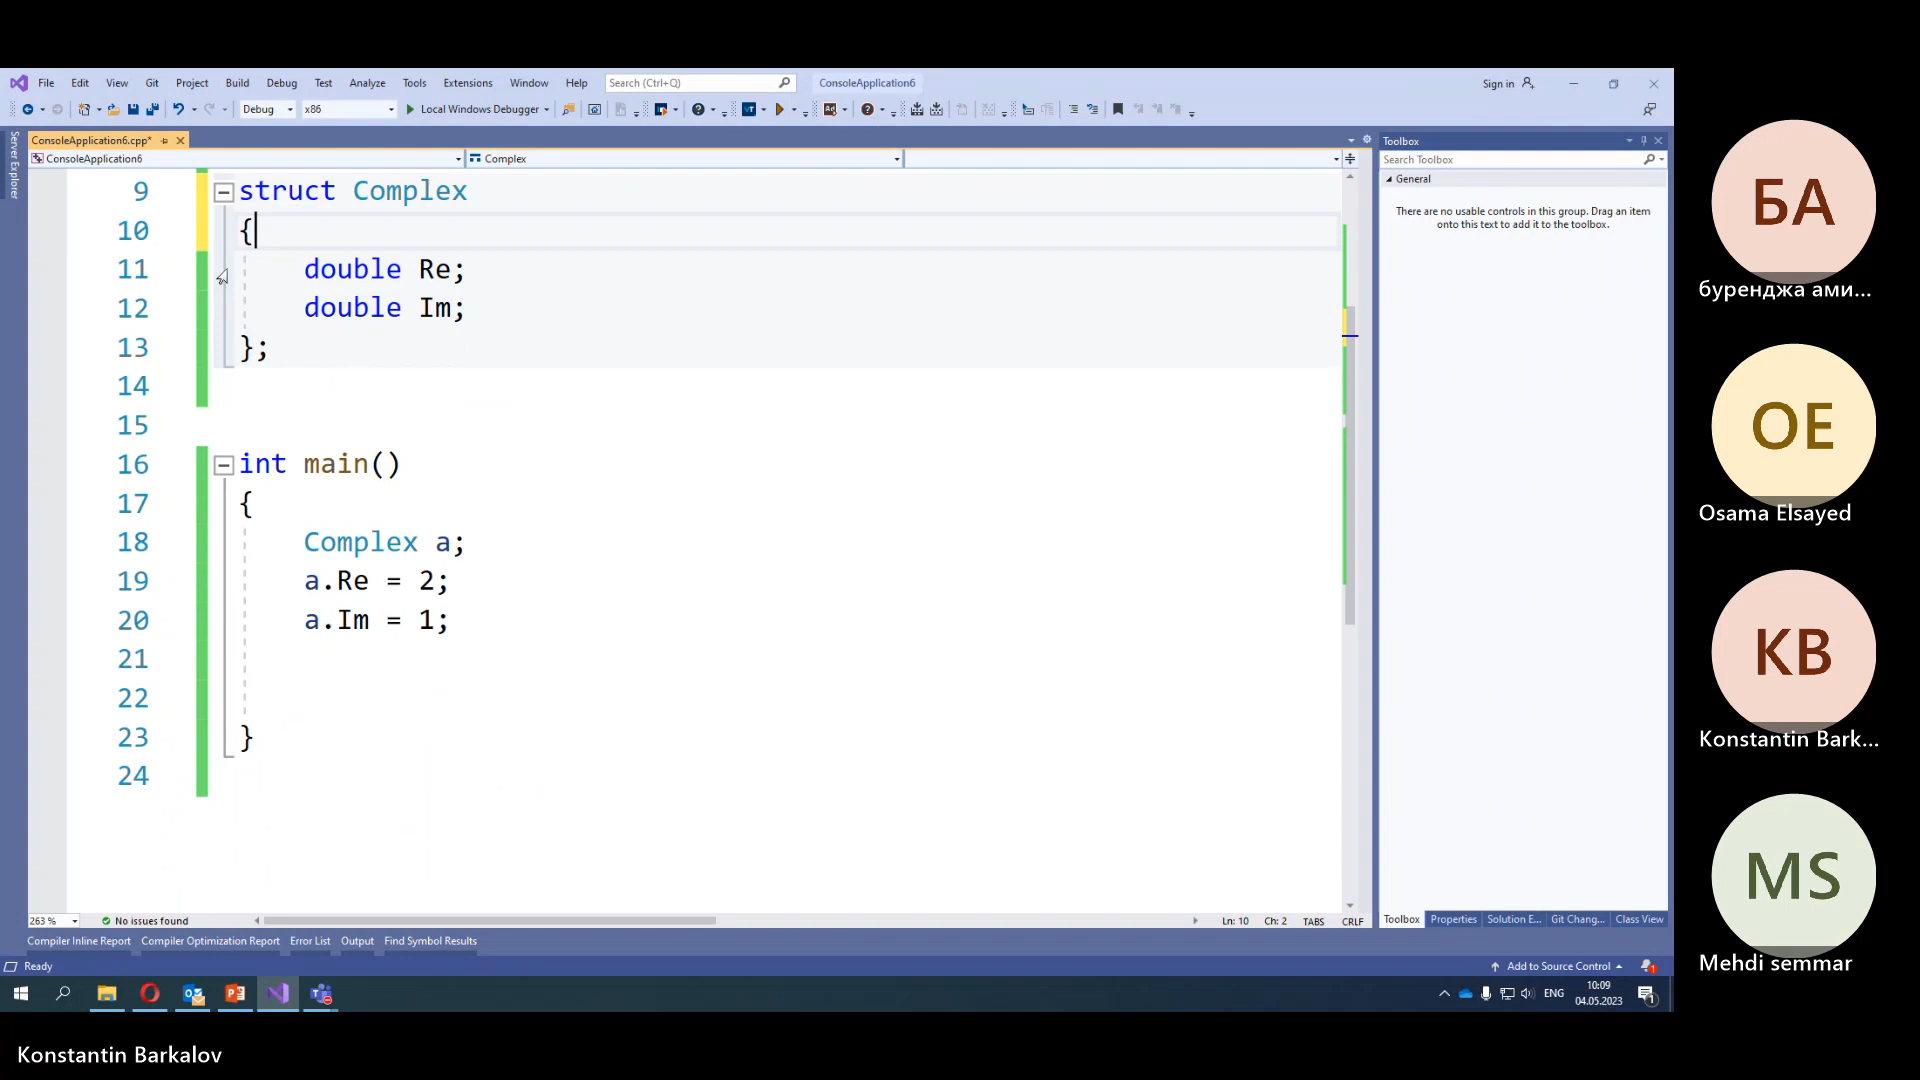 File Edit View Git Project Build Debug Test Analyze Tools Extensions Window Help Search (Ctrl+Q) ConsoleApplication6 Sign in
Debug x86 Local Windows Debugger
Server Explorer
ConsoleApplication6.cpp*
ConsoleApplication6 Complex
9 struct Complex
10 {
11 double Re;
12 double Im;
13 };
14
15
16 int main()
17 {
18 Complex a;
19 a.Re = 2;
20 a.Im = 1;
21
22
23 }
24
263 % No issues found Ln: 10 Ch: 2 TABS CRLF
Toolbox
Search Toolbox
General
There are no usable controls in this group. Drag an item
onto this text to add it to the toolbox.
Toolbox Properties Solution E... Git Chang... Class View
Compiler Inline Report Compiler Optimization Report Error List Output Find Symbol Results
Ready Add to Source Control 1
ENG 10:09
04.05.2023 1
БА
буренджа ами...
OE
Osama Elsayed
KB
Konstantin Bark...
MS
Mehdi semmar
Konstantin Barkalov